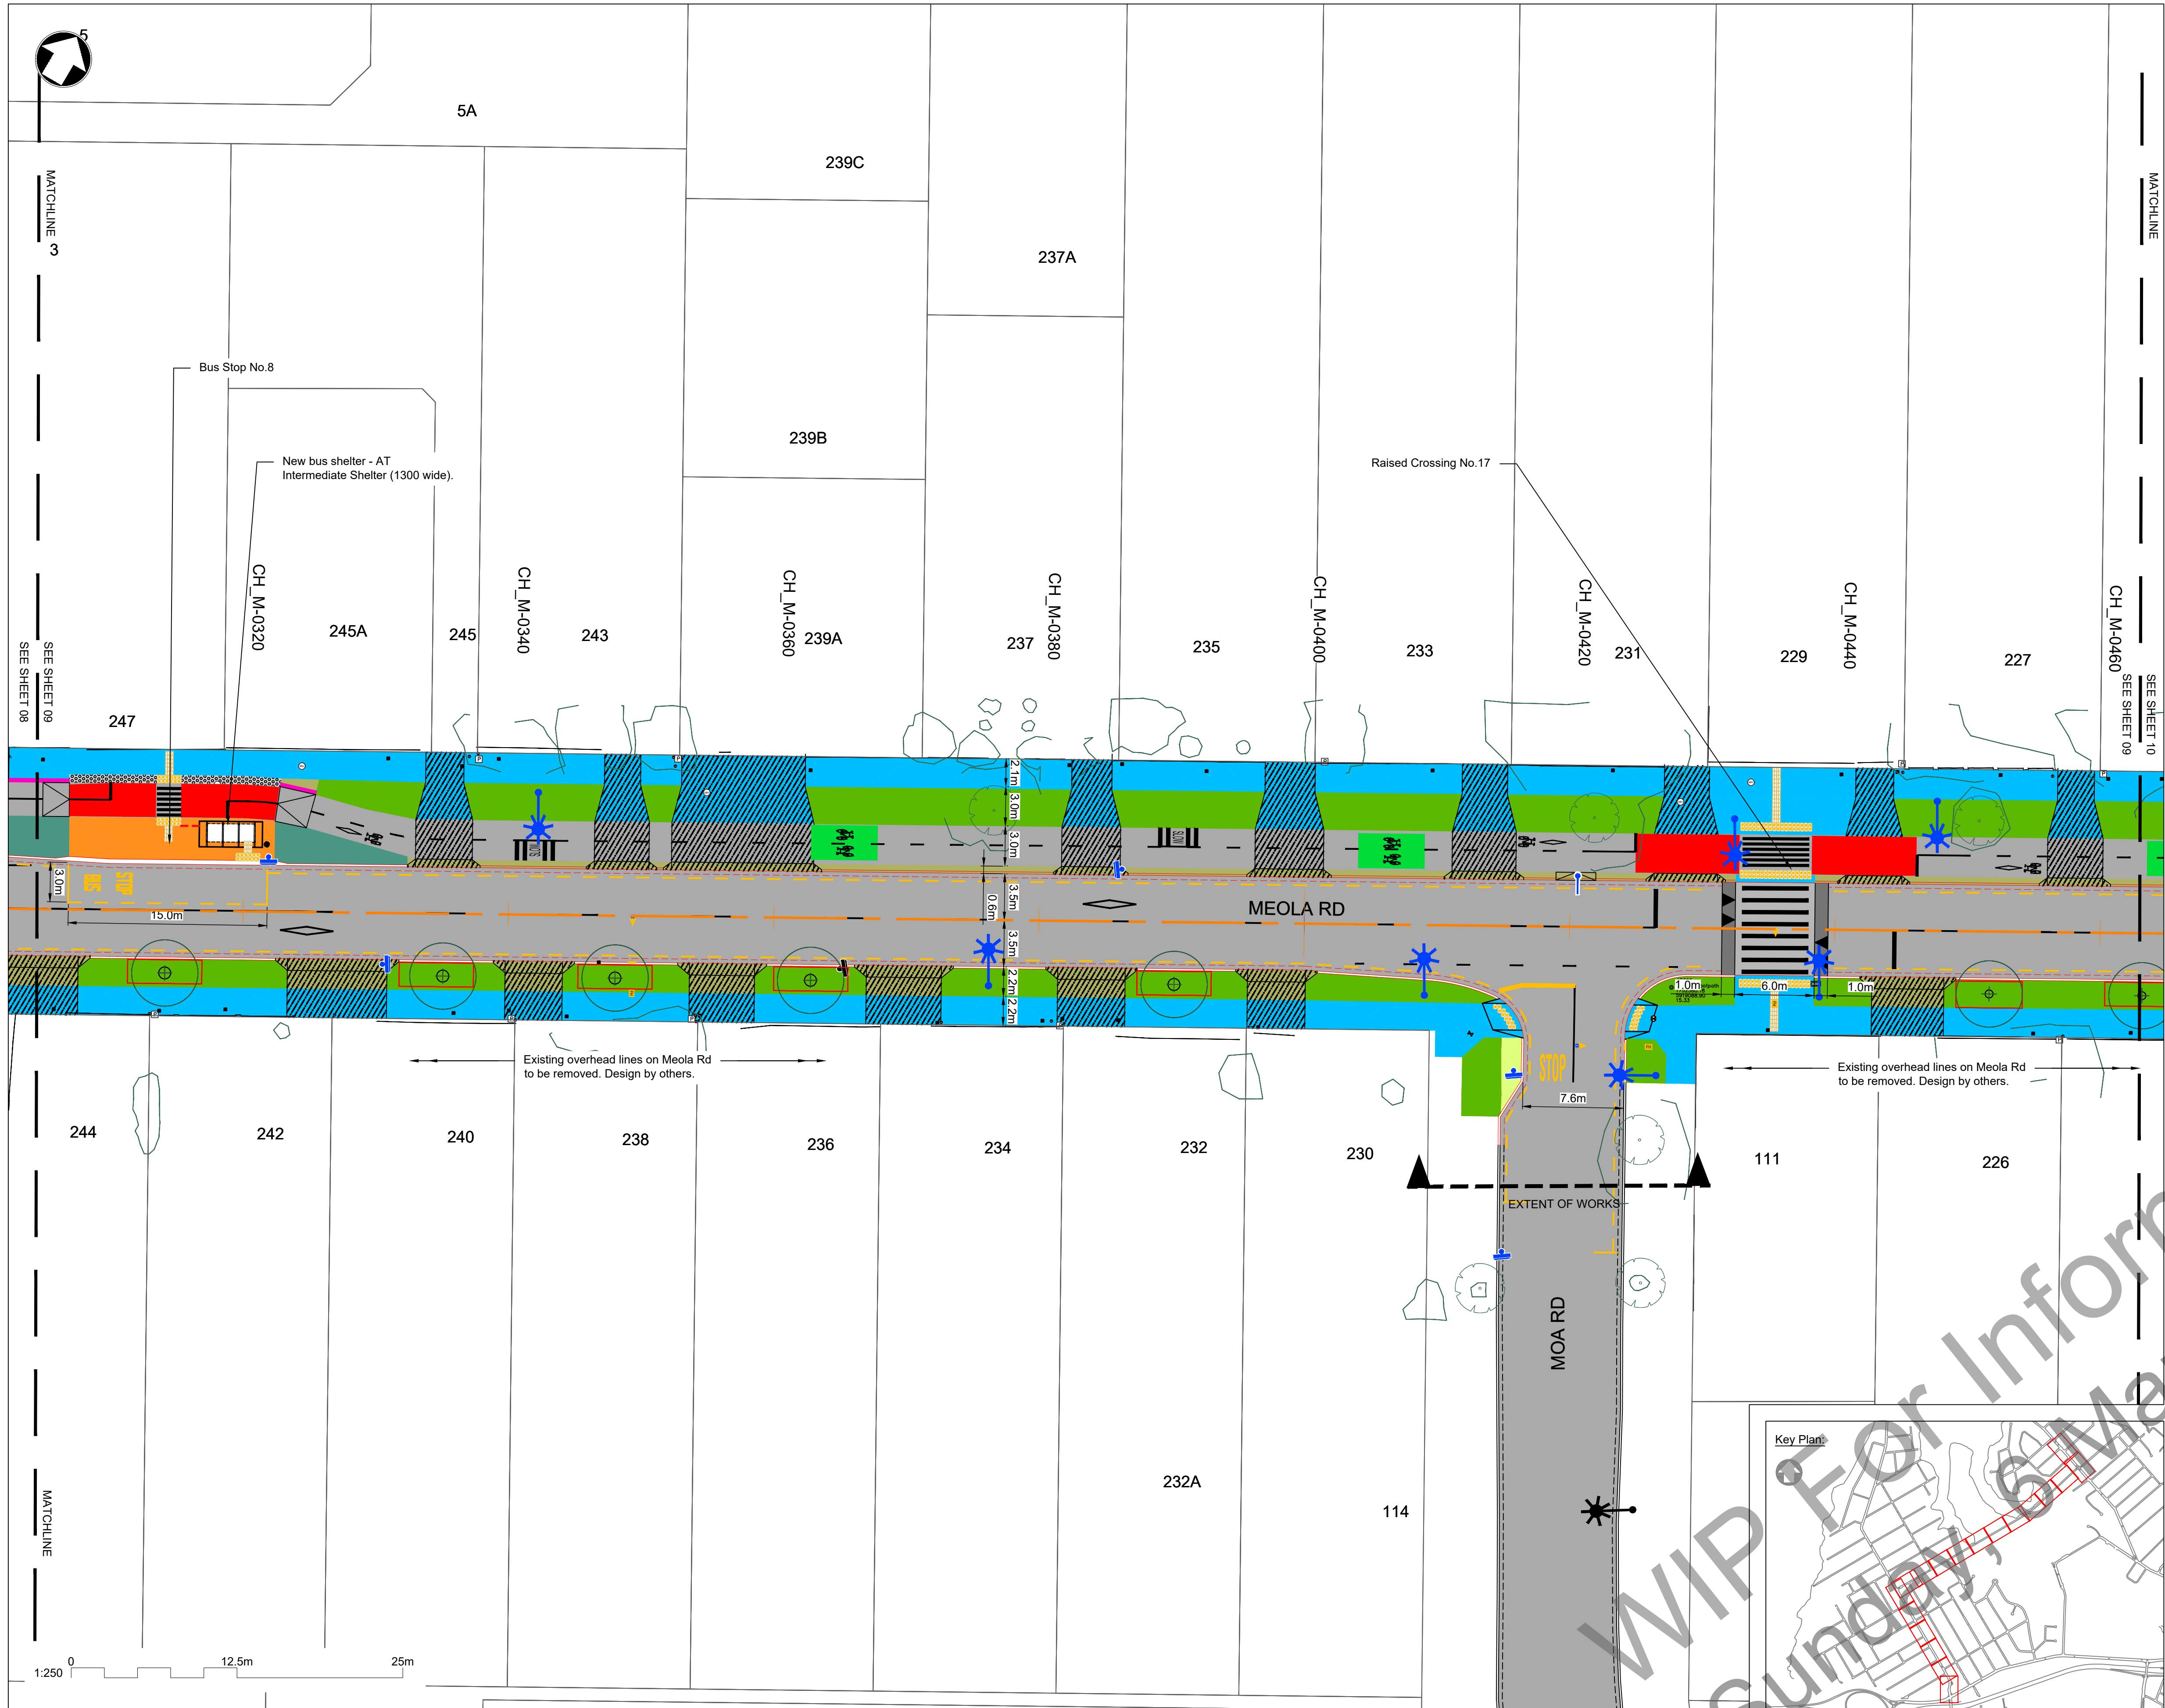 5
5A
239C
MATCHLINE
MATCHLINE
3
237A
Bus Stop No.8
239B
New bus shelter - AT
Intermediate Shelter (1300 wide).
Raised Crossing No.17
CH_M-0320
CH_M-0340
CH_M-0360
CH_M-0380
CH_M-0400
CH_M-0420
CH_M-0440
CH_M-0460
247
245A
245
243
239A
237
235
233
231
229
227
SEE SHEET 08
SEE SHEET 09
SEE SHEET 09
SEE SHEET 10
2.1m
3.0m
3.0m
SLOW
SLOW
3.0m
BUS
STOP
15.0m
0.6m
3.5m
3.5m
2.2m
2.2m
MEOLA RD
1.0m
6.0m
1.0m
15.33
STOP
7.6m
Existing overhead lines on Meola Rd
to be removed. Design by others.
Existing overhead lines on Meola Rd
to be removed. Design by others.
244
242
240
238
236
234
232
230
111
226
EXTENT OF WORKS
MOA RD
232A
114
MATCHLINE
Key Plan:
WIP For Inform
Sunday, 6 Ma
1:250
0
12.5m
25m